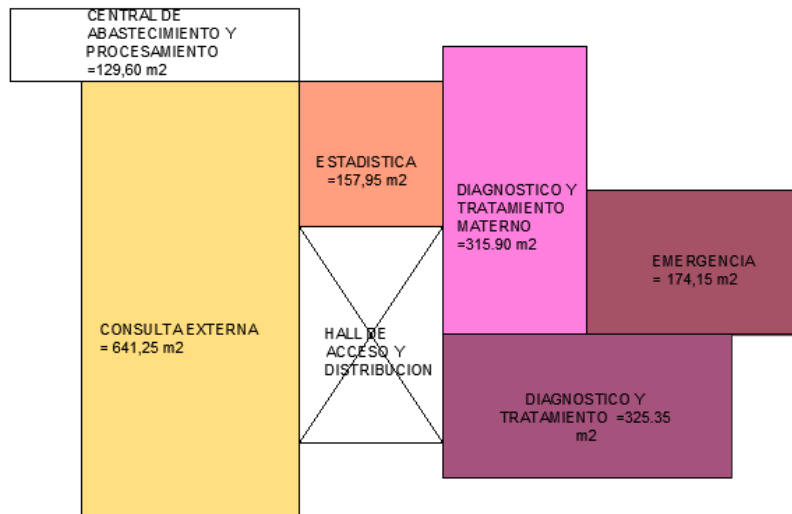 CENTRAL DE
ABASTECIMIENTO Y
PROCESAMIENTO
=129,60 m2
ESTADISTICA
=157,95 m2
DIAGNOSTICO Y
TRATAMIENTO
MATERNO
=315.90 m2
EMERGENCIA
= 174,15 m2
CONSULTA EXTERNA
= 641,25 m2
HALL DE
ACCESO Y
DISTRIBUCION
DIAGNOSTICO Y
TRATAMIENTO =325.35
m2